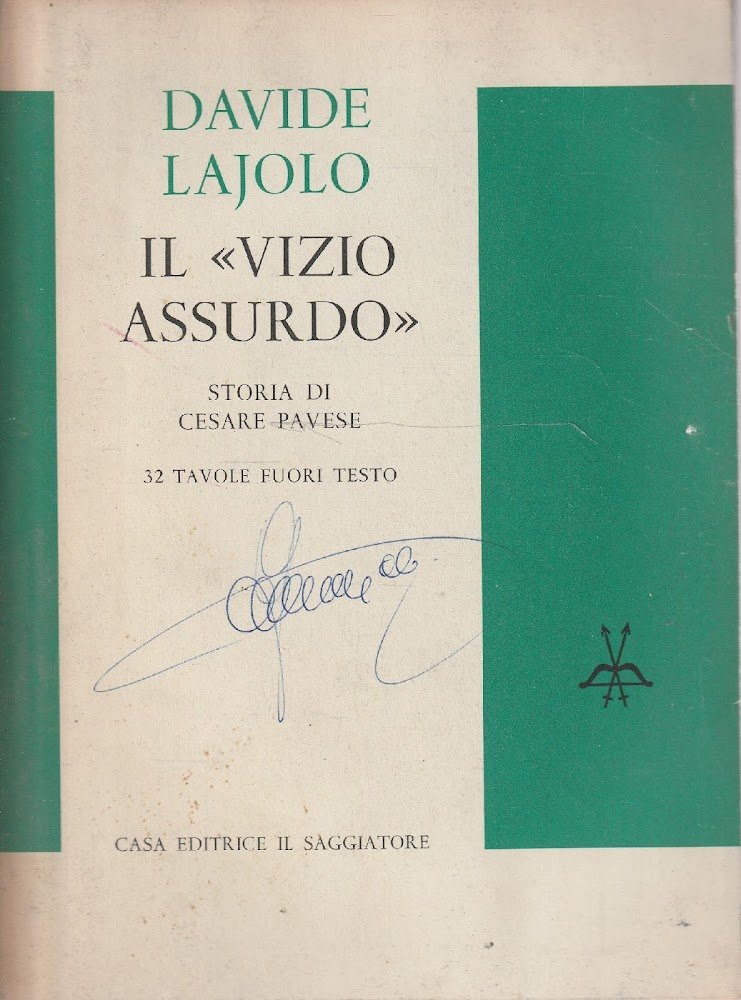 DAVIDE
LAJOLO
IL «VIZIO
ASSURDO»
STORIA DI
CESARE PAVESE
32 TAVOLE FUORI TESTO
CASA EDITRICE IL SAGGIATORE